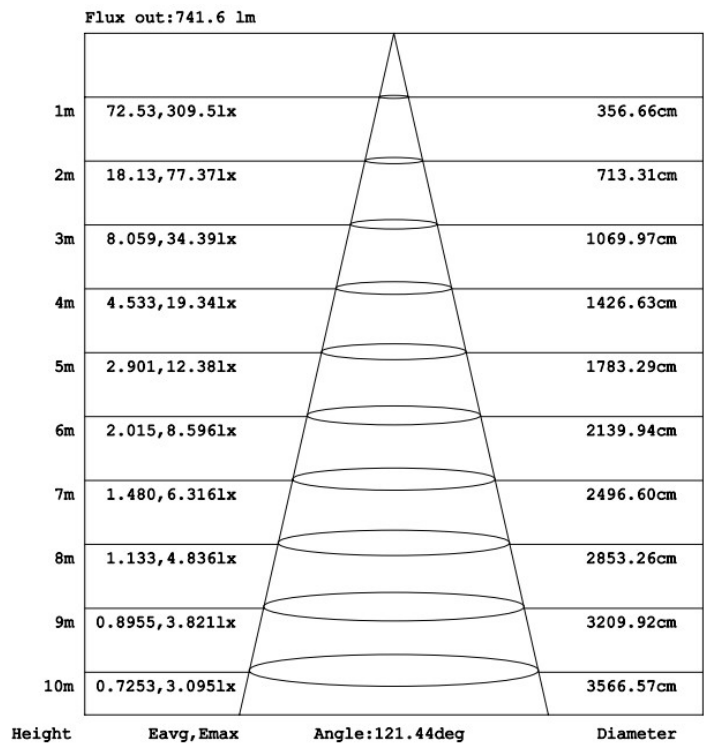 Flux out:741.6 lm
1m 72.53,309.5lx 356.66cm
2m 18.13,77.37lx 713.31cm
3m 8.059,34.39lx 1069.97cm
4m 4.533,19.34lx 1426.63cm
5m 2.901,12.38lx 1783.29cm
6m 2.015,8.596lx 2139.94cm
7m 1.480,6.316lx 2496.60cm
8m 1.133,4.836lx 2853.26cm
9m 0.8955,3.821lx 3209.92cm
10m 0.7253,3.095lx 3566.57cm
Height Eavg,Emax Angle:121.44deg Diameter